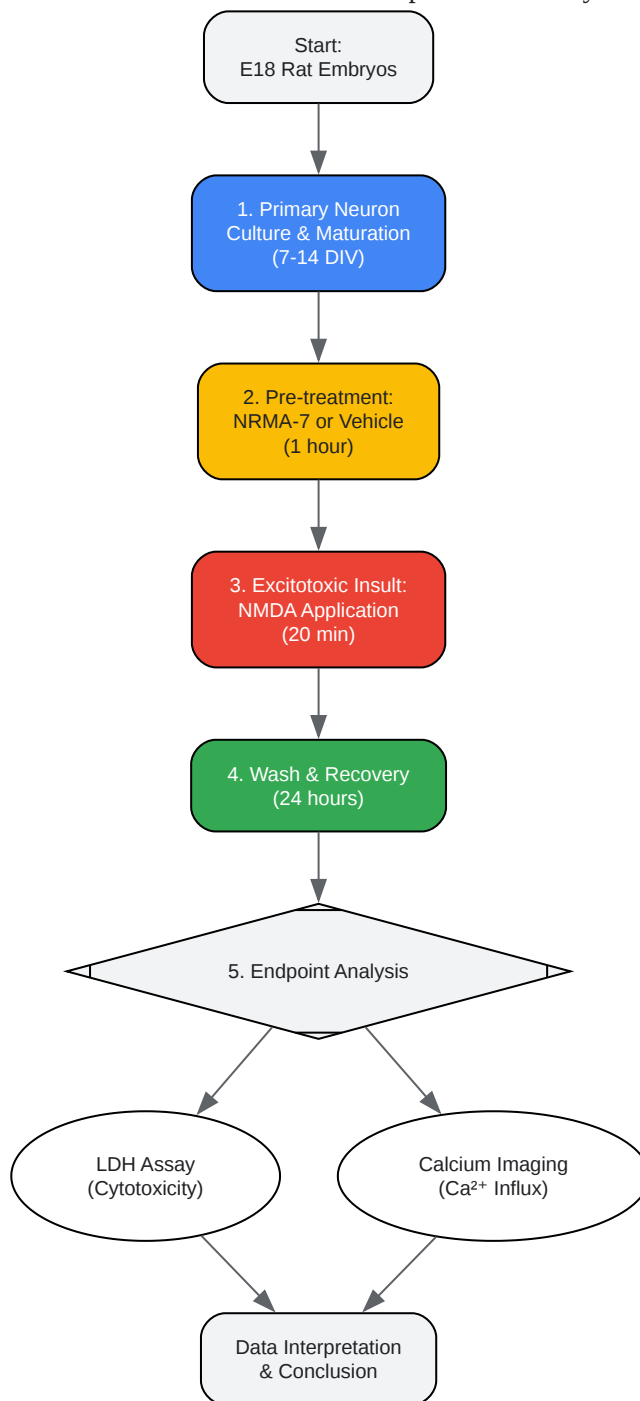 Start:
E18 Rat Embryos
1. Primary Neuron
Culture & Maturation
(7-14 DIV)
2. Pre-treatment:
NRMA-7 or Vehicle
(1 hour)
3. Excitotoxic Insult:
NMDA Application
(20 min)
4. Wash & Recovery
(24 hours)
5. Endpoint Analysis
LDH Assay
(Cytotoxicity)
Calcium Imaging
(Ca²⁺ Influx)
Data Interpretation
& Conclusion